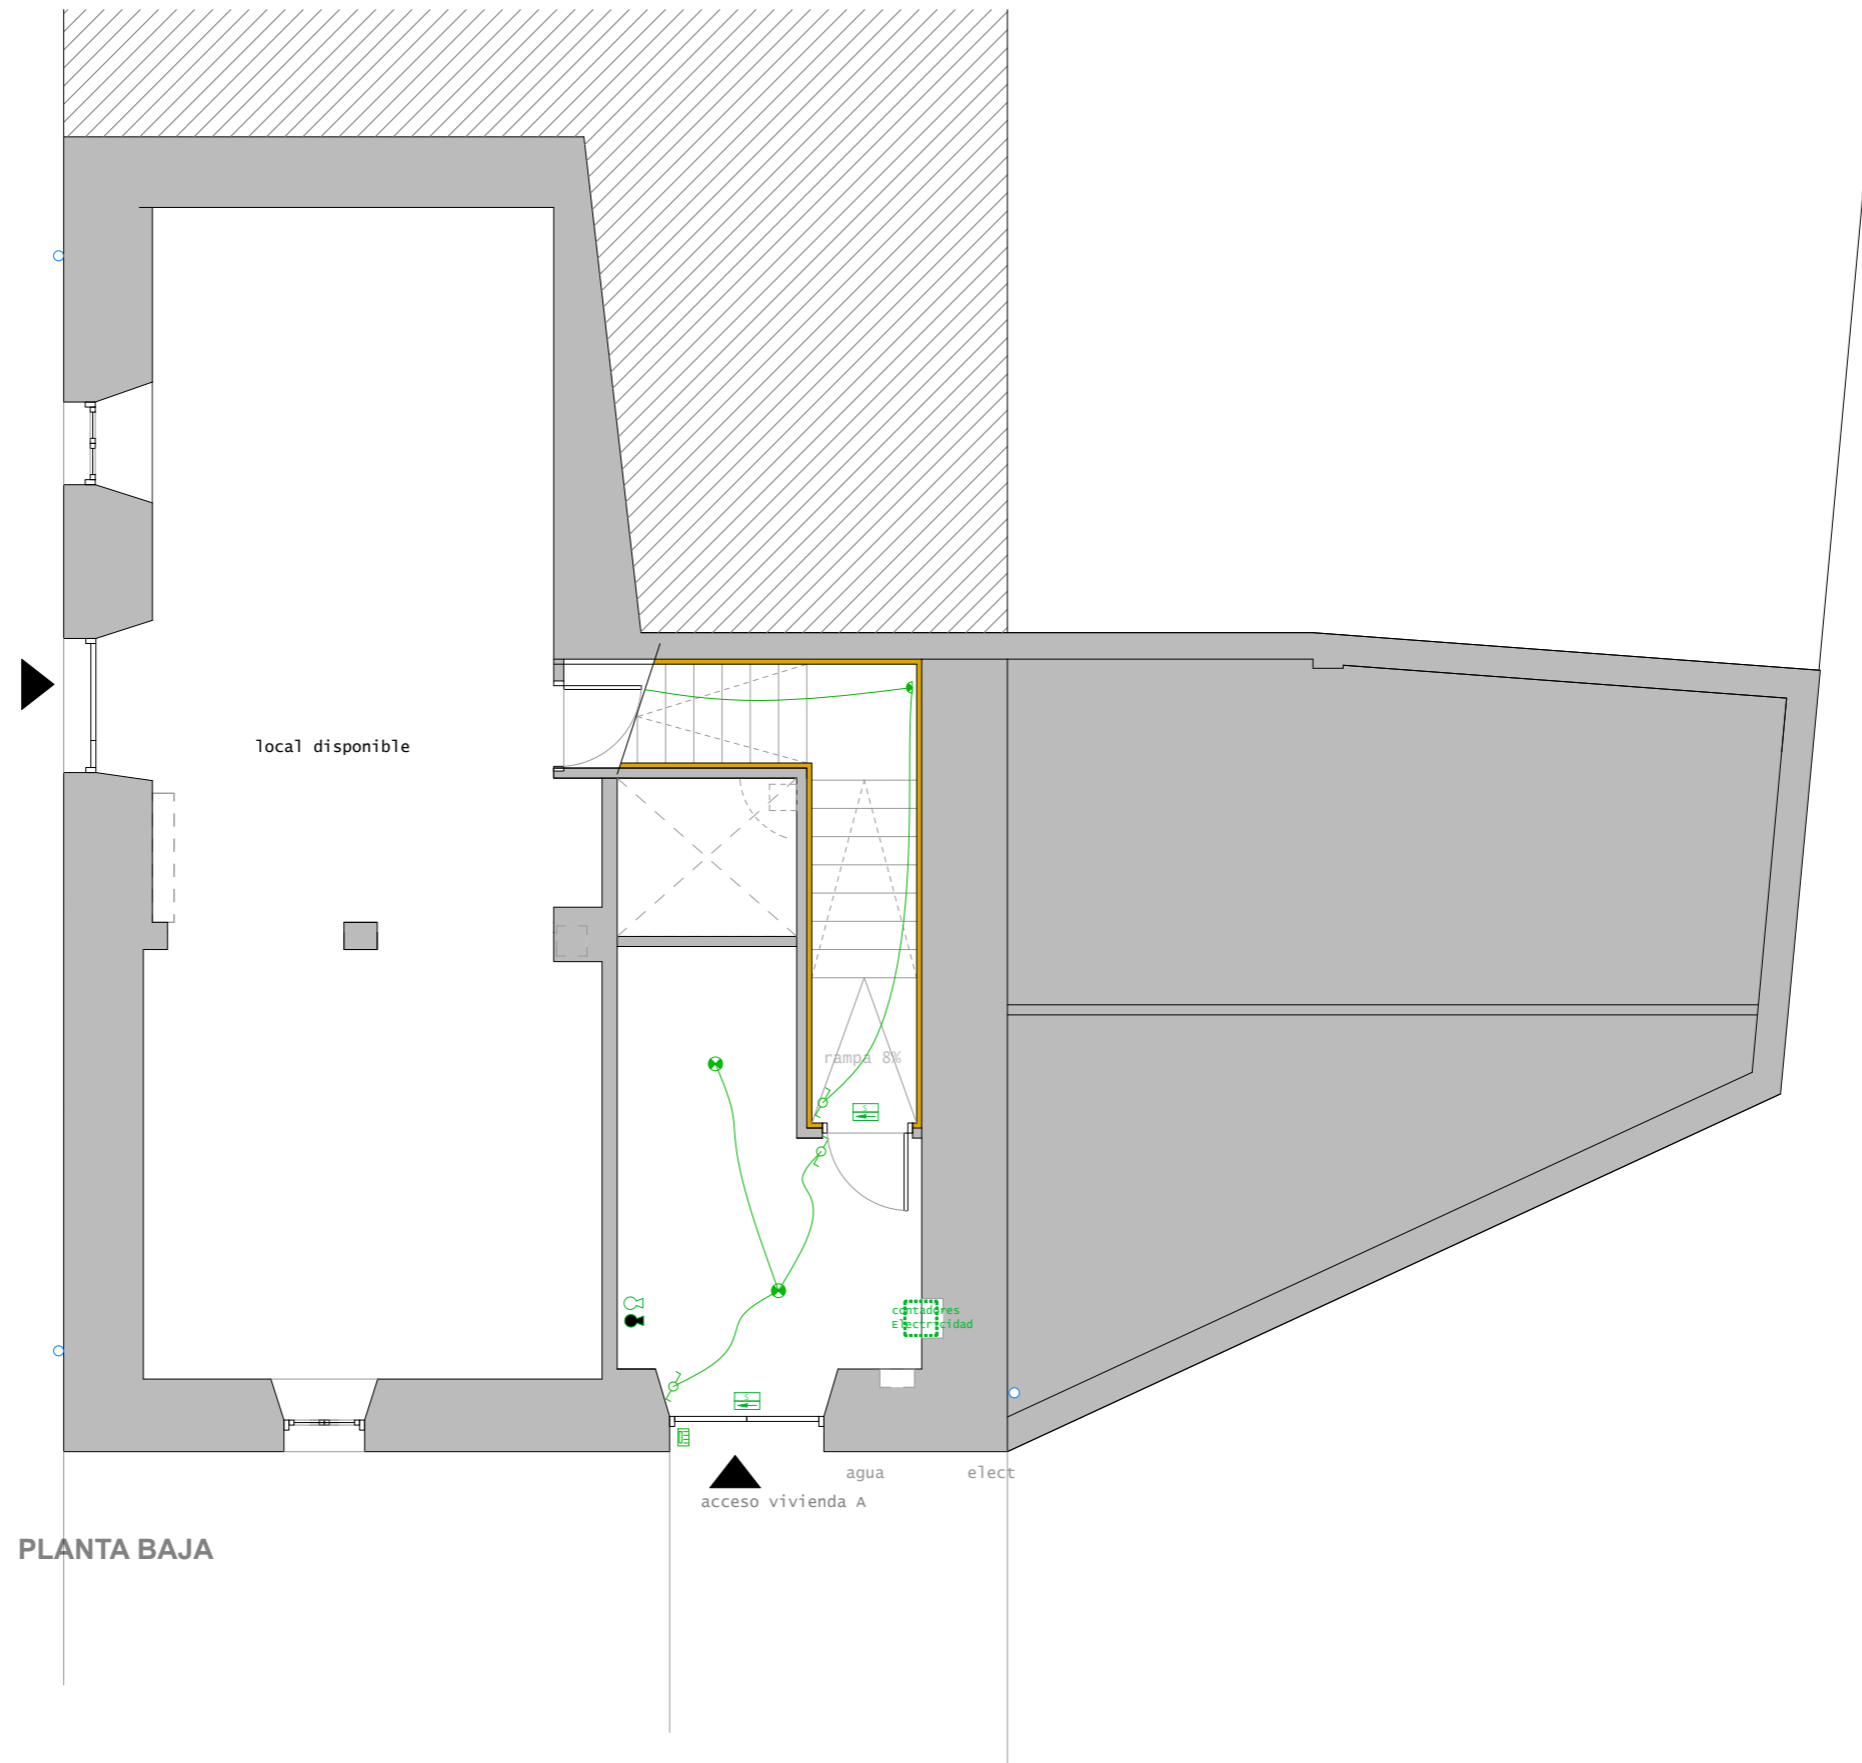 local disponible
rampa 8%
S
contadores
Electricidad
S
agua
elect
acceso vivienda A
PLANTA BAJA